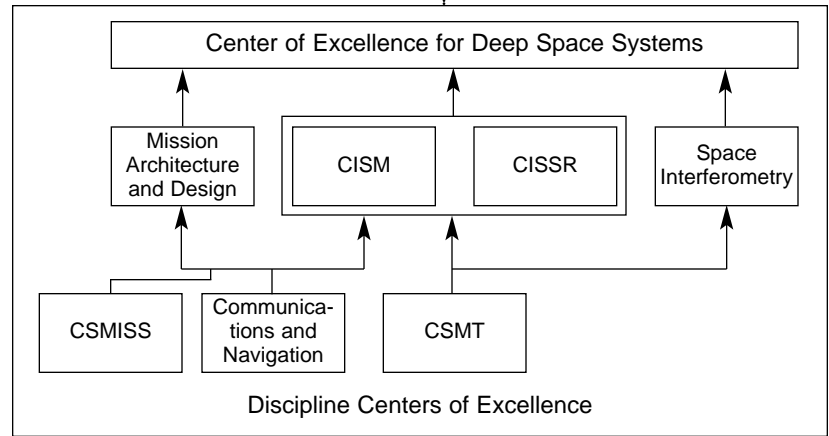 Center of Excellence for Deep Space Systems
Mission
Architecture
and Design
CISM
CISSR
Space
Interferometry
CSMISS
Communica-
tions and
Navigation
CSMT
Discipline Centers of Excellence